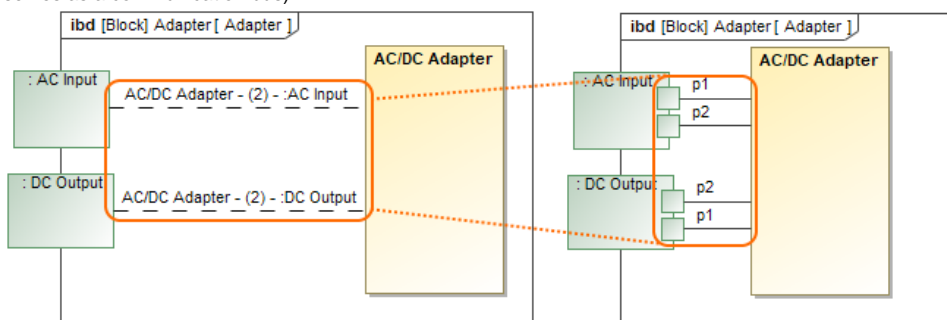 ibd [Block] Adapter [ Adapter ]
AC/DC Adapter
: AC Input
AC/DC Adapter - (2) - :AC Input
: DC Output
AC/DC Adapter - (2) - :DC Output
ibd [Block] Adapter [ Adapter ]
AC/DC Adapter
: AC Input
p1
p2
: DC Output
p2
p1